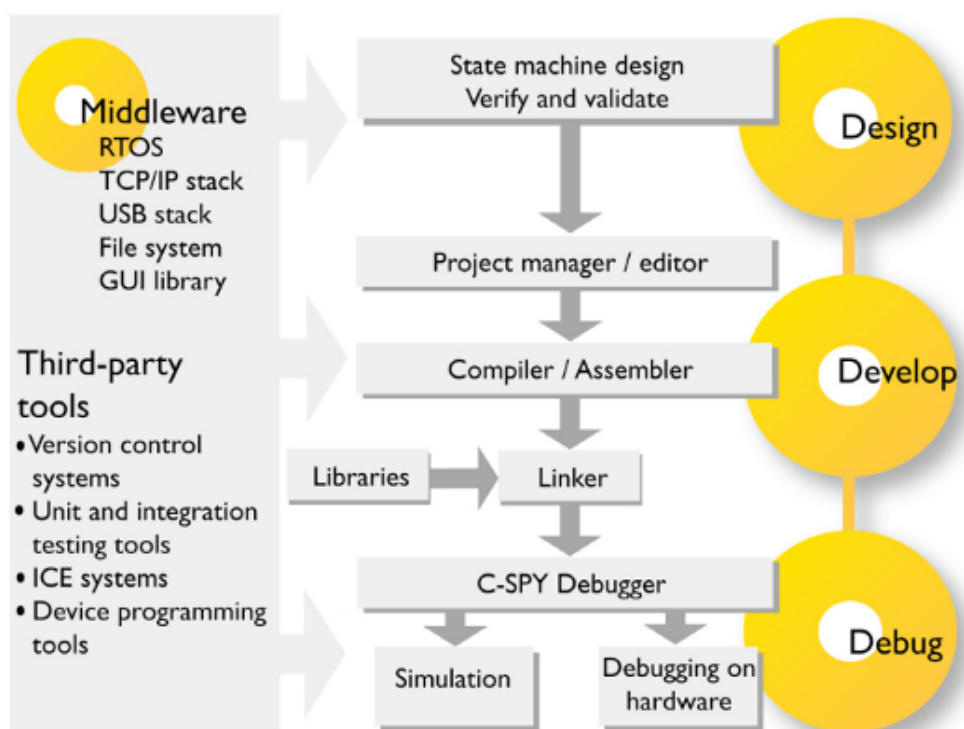 Middleware
RTOS
TCP/IP stack
USB stack
File system
GUI library
Third-party
tools
• Version control
systems
• Unit and integration
testing tools
• ICE systems
• Device programming
tools
State machine design
Verify and validate
Project manager / editor
Compiler / Assembler
Libraries
Linker
C-SPY Debugger
Simulation
Debugging on
hardware
Design
Develop
Debug